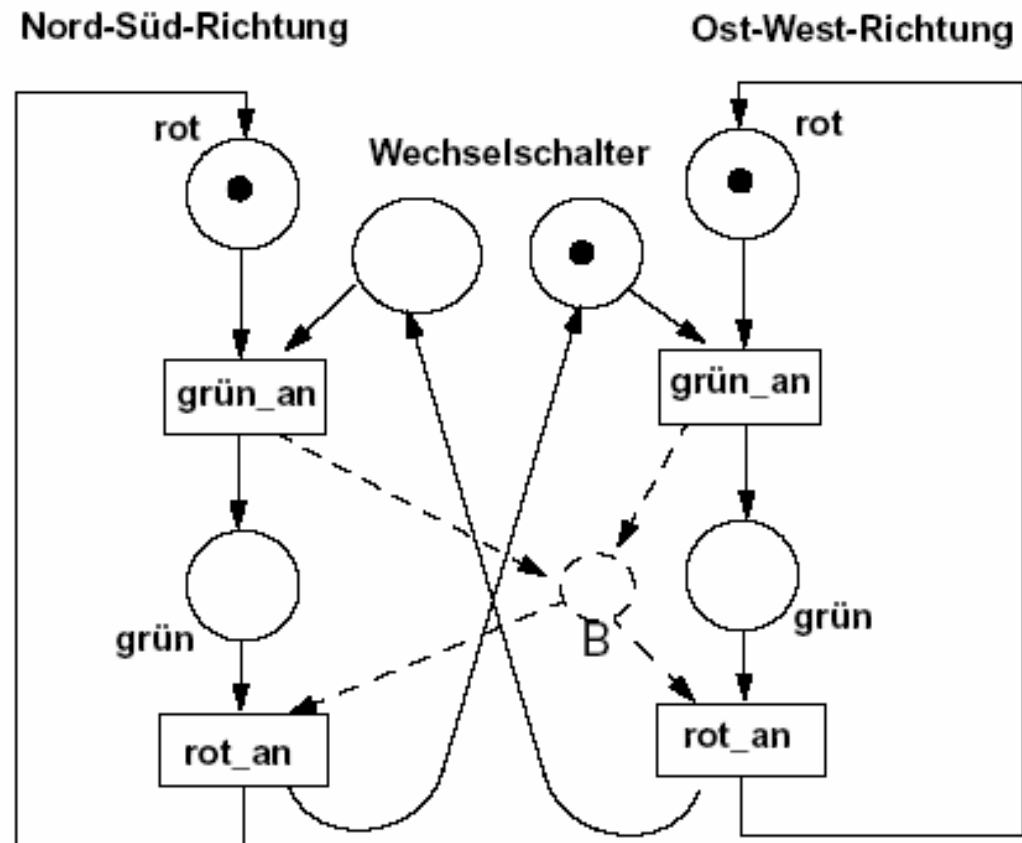 Nord-Süd-Richtung
Ost-West-Richtung
rot
rot
Wechselschalter
grün_an
grün_an
grün
grün
B
rot_an
rot_an